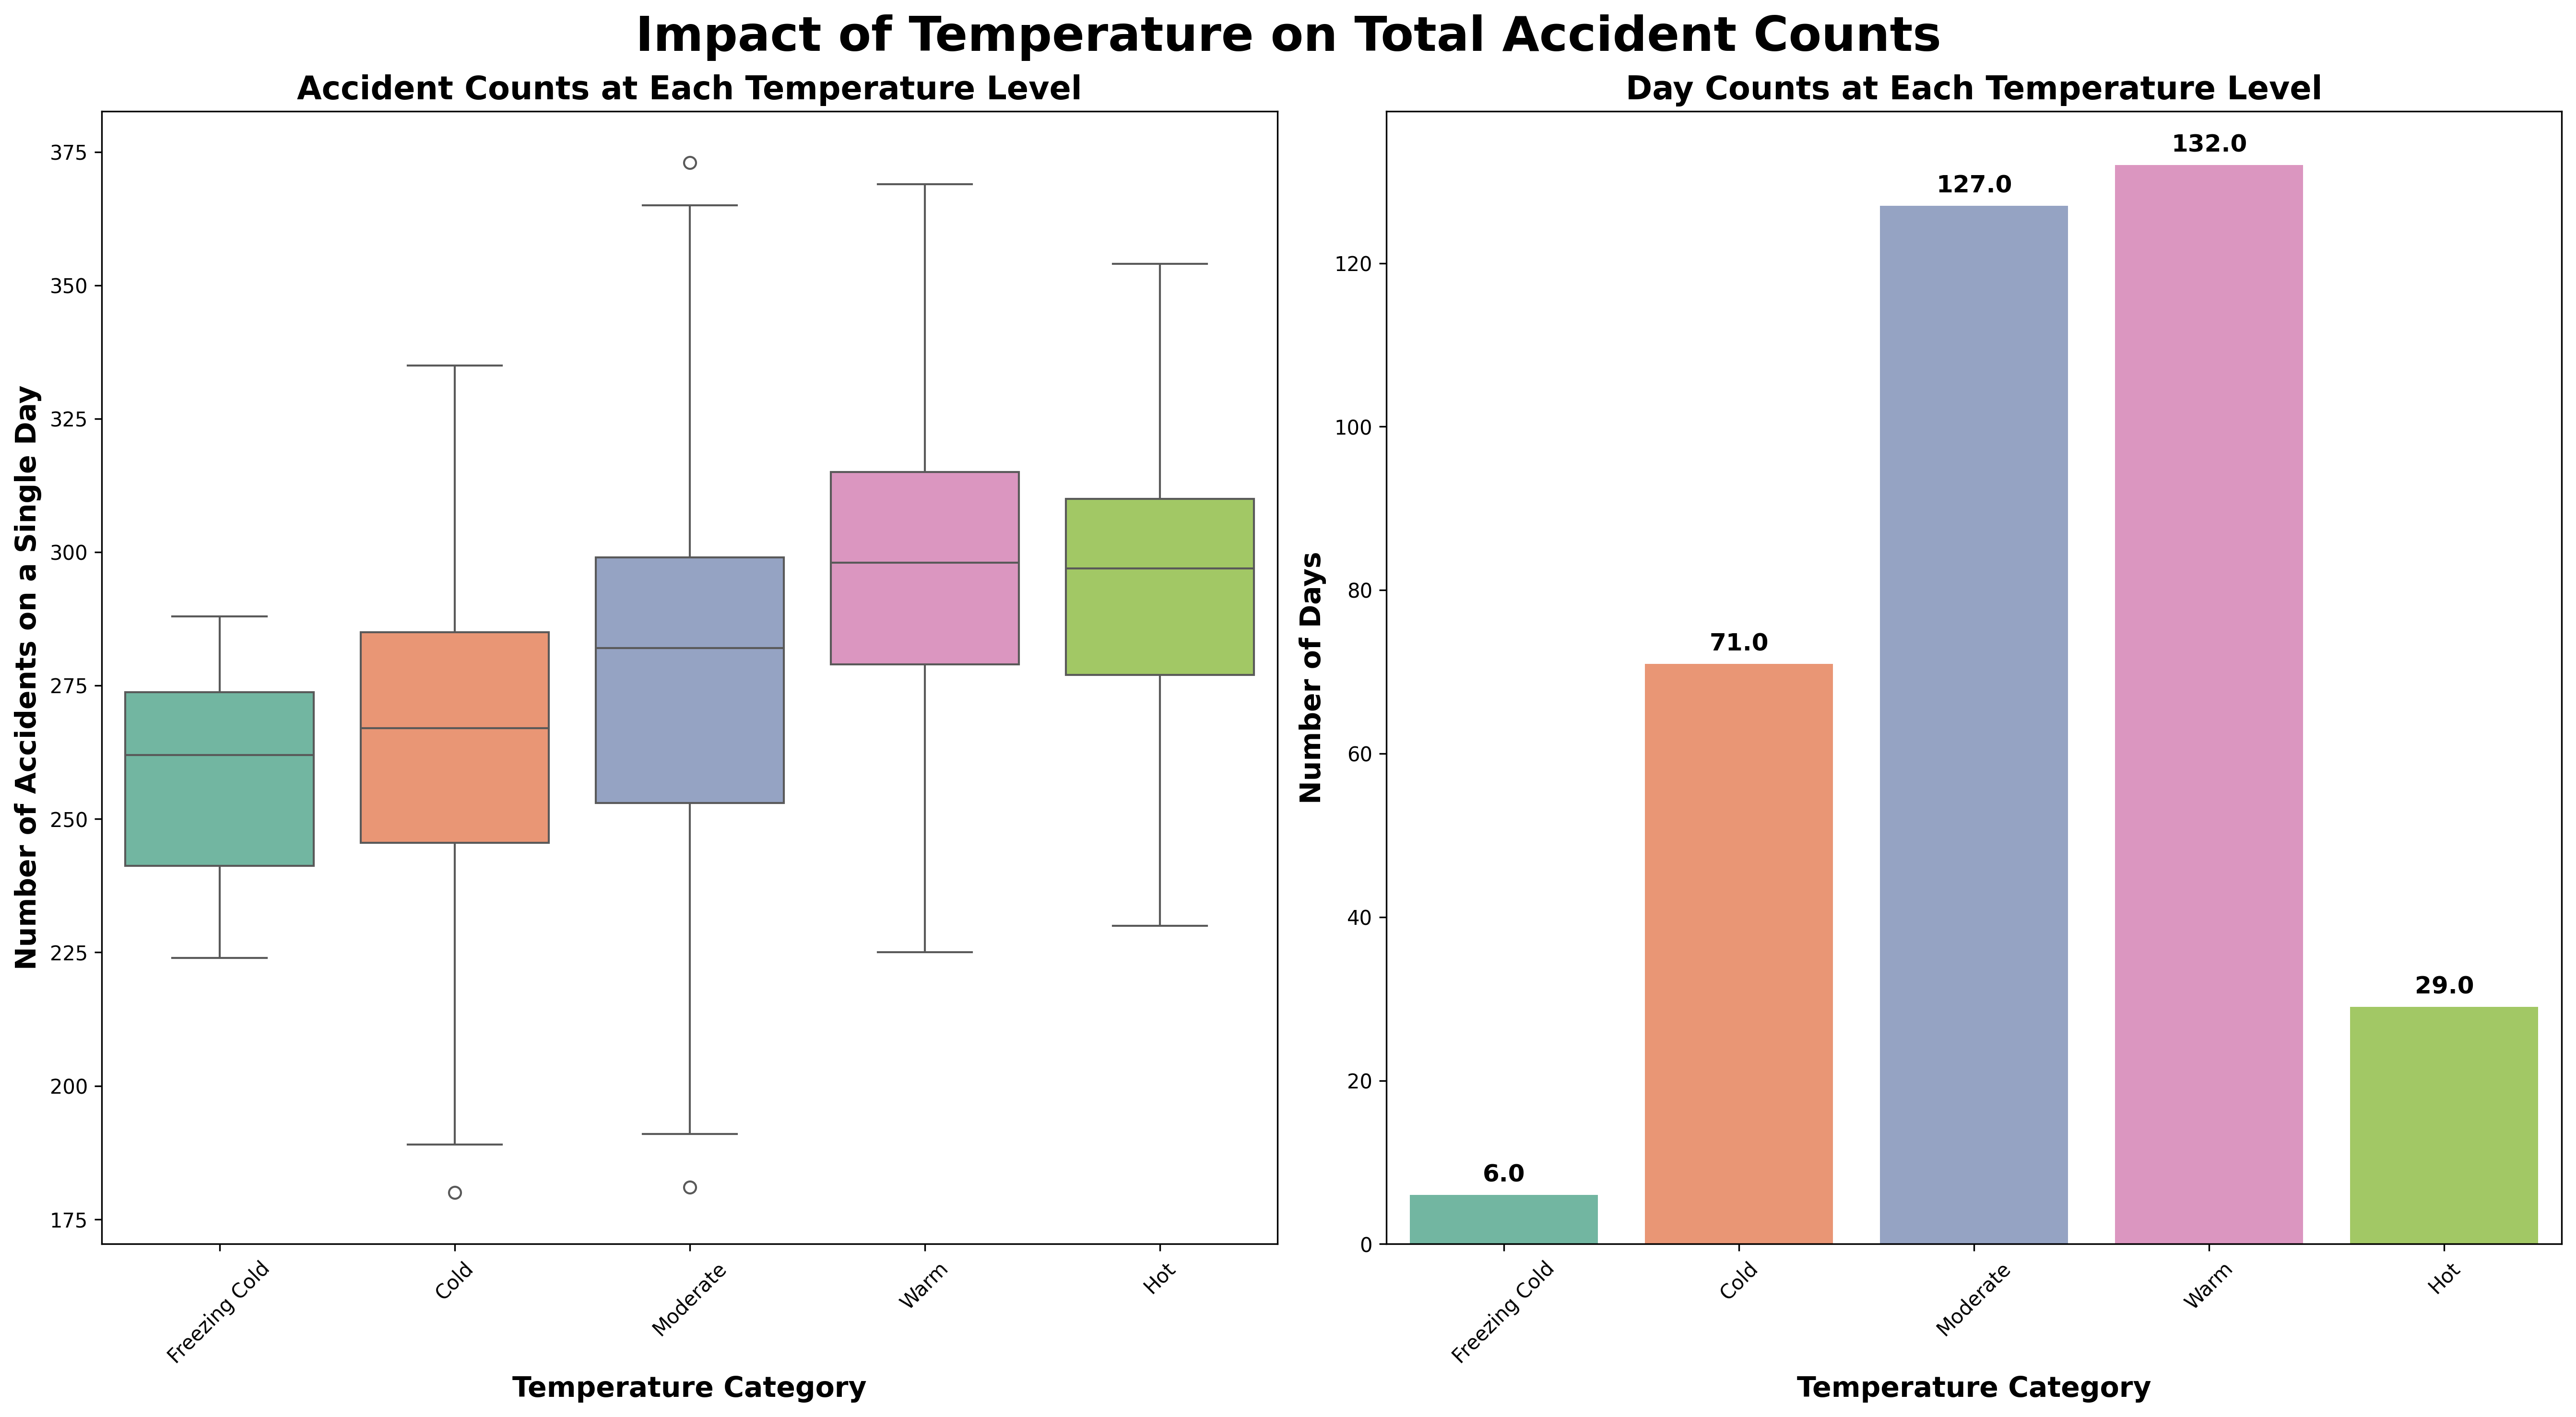 Impact of Temperature on Total Accident Counts
Accident Counts at Each Temperature Level
Number of Accidents on a Single Day
375
350
325
300
275
250
225
200
175
Freezing Cold
Cold
Moderate
Warm
Hot
Temperature Category
Day Counts at Each Temperature Level
Number of Days
120
100
80
60
40
20
0
6.0
71.0
127.0
132.0
29.0
Freezing Cold
Cold
Moderate
Warm
Hot
Temperature Category